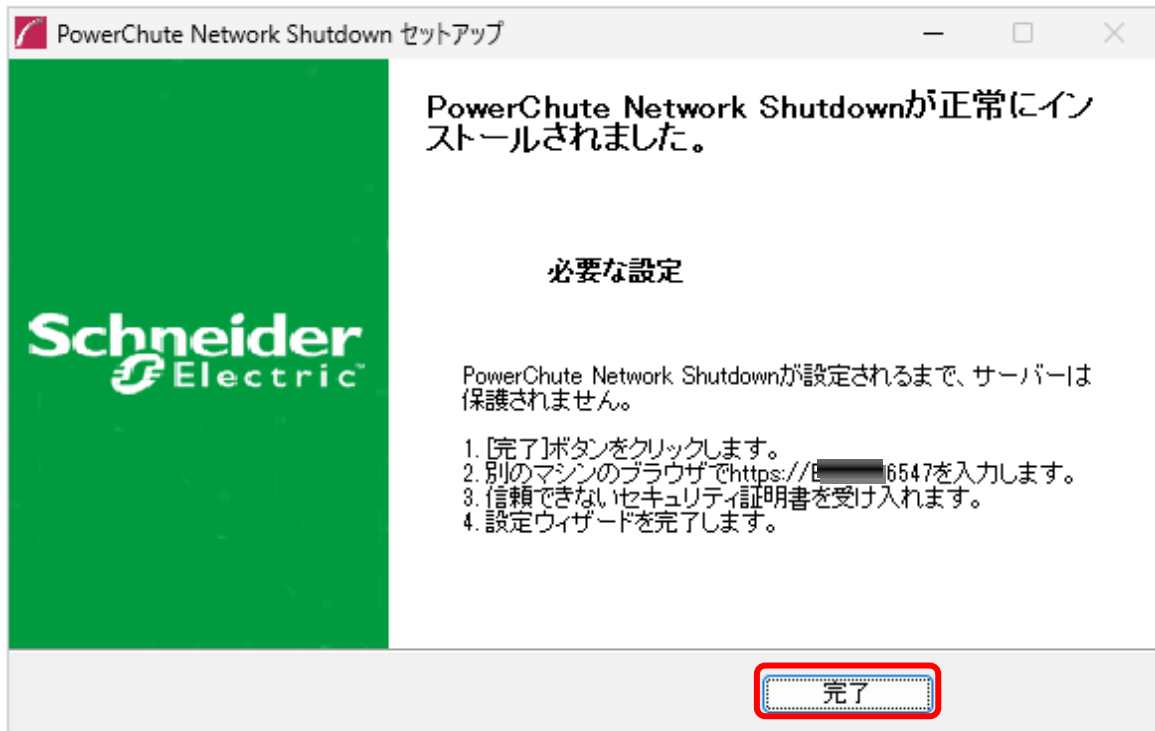 PowerChute Network Shutdown セットアップ
PowerChute Network Shutdownが正常にイン
ストールされました。
必要な設定
Schneider
Electric
PowerChute Network Shutdownが設定されるまで、サーバーは
保護されません。
1. [完了]ボタンをクリックします。
2. 別のマシンのブラウザでhttps://E 6547を入力します。
3. 信頼できないセキュリティ証明書を受け入れます。
4. 設定ウィザードを完了します。
完了